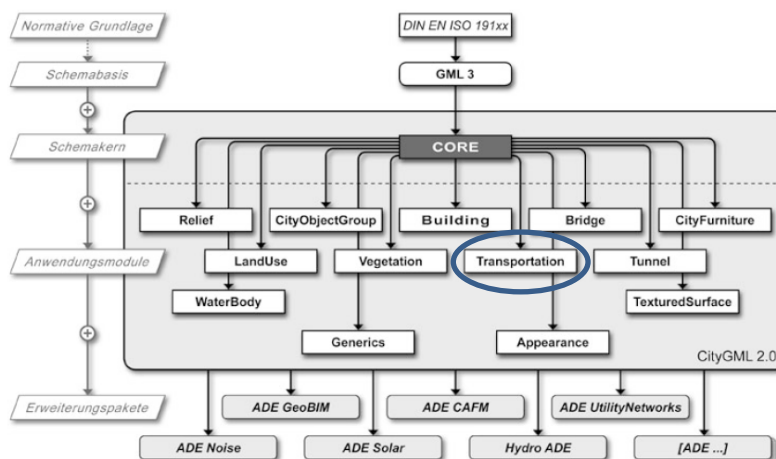 Normative Grundlage
DIN EN ISO 191xx
Schemabasis
GML 3
Schemakern
CORE
Relief
CityObjectGroup
Building
Bridge
CityFurniture
Anwendungsmodule
LandUse
Vegetation
Transportation
Tunnel
WaterBody
TexturedSurface
Generics
Appearance
CityGML 2.0
Erweiterungspakete
ADE GeoBIM
ADE CAFM
ADE UtilityNetworks
ADE Noise
ADE Solar
Hydro ADE
[ADE ...]